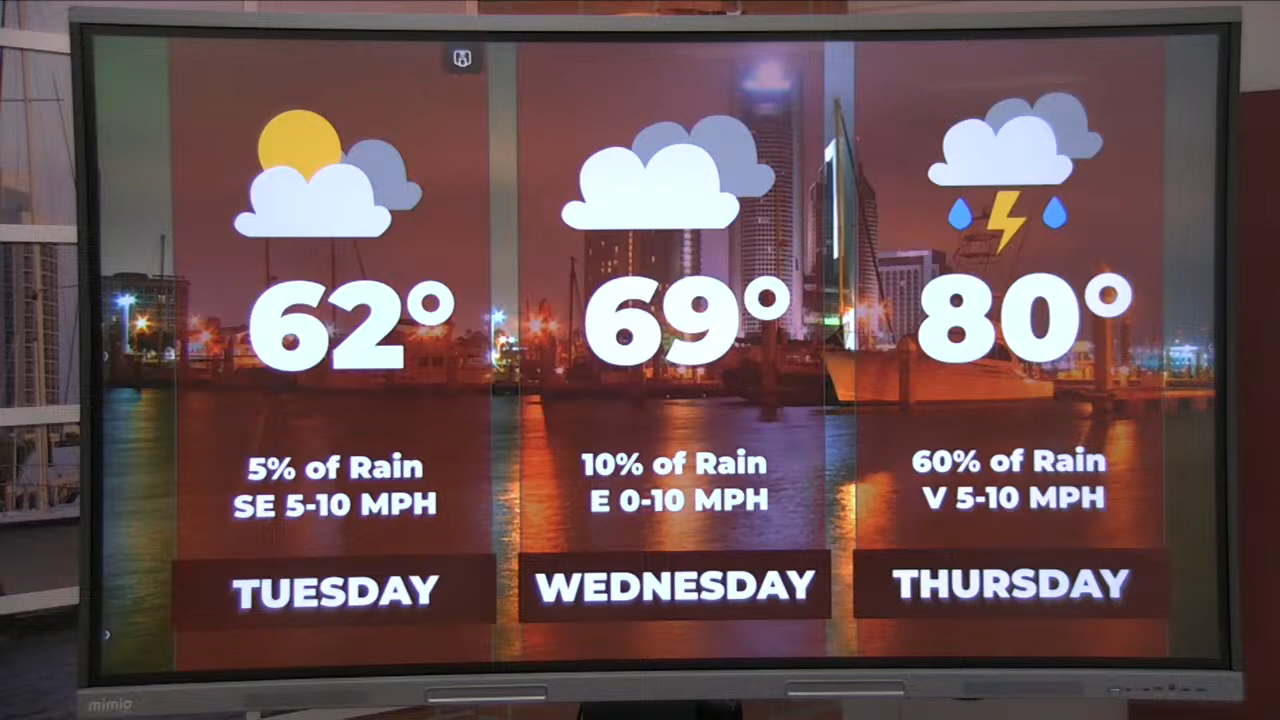 62°
5% of Rain
SE 5-10 MPH
TUESDAY
69°
10% of Rain
E 0-10 MPH
WEDNESDAY
80°
60% of Rain
V 5-10 MPH
THURSDAY
mimio